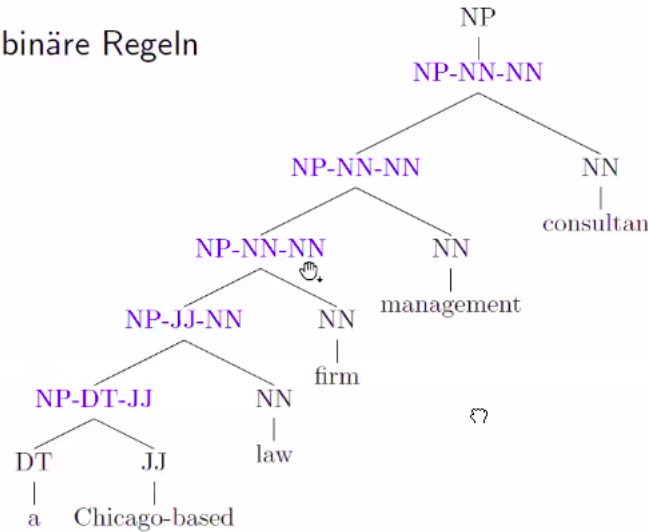 NP
binäre Regeln
NP-NN-NN
NP-NN-NN NN
consultan
NP-NN-NN NN
management
NP-JJ-NN NN
firm
NP-DT-JJ NN
law
DT JJ
a Chicago-based